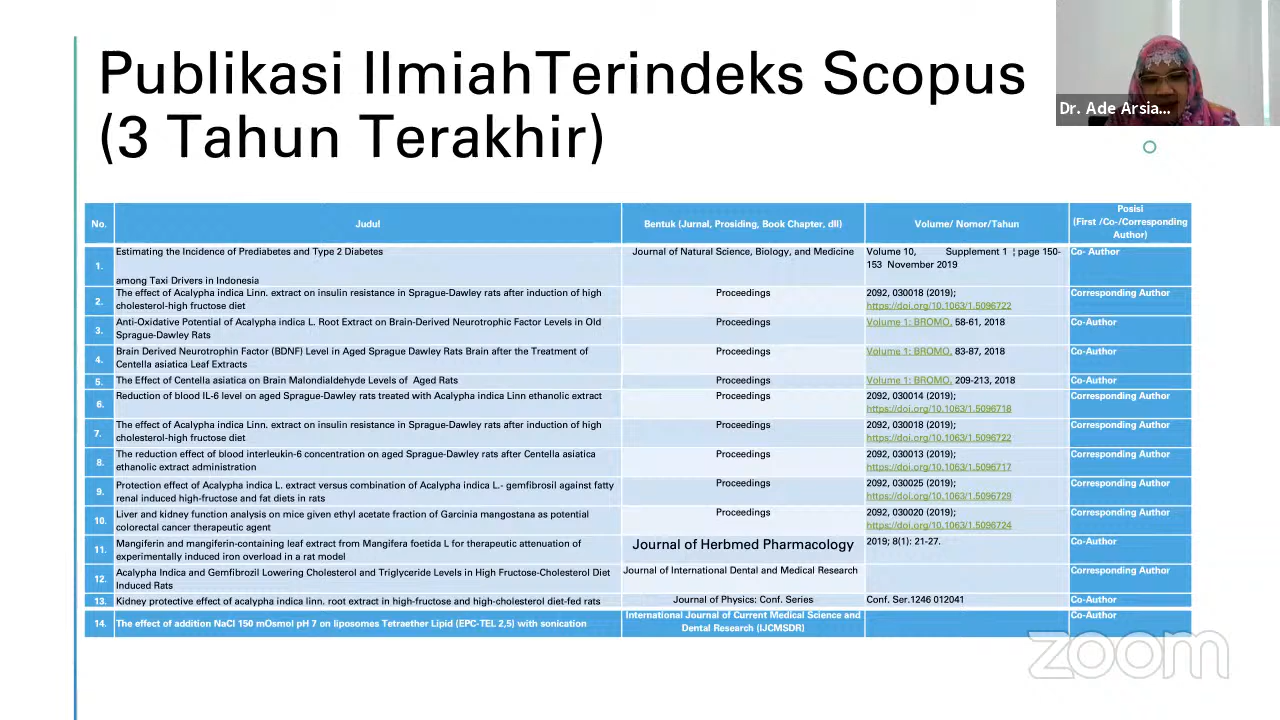 Publikasi IlmiahTerindeks Scopus
(3 Tahun Terakhir)
Dr. Ade Arsia...
No.
Judul
Bentuk (Jurnal, Prosiding, Book Chapter, dll)
Volume/ Nomor/Tahun
Posisi
(First /Co-/Corresponding
Author)
1.
Estimating the Incidence of Prediabetes and Type 2 Diabetes
among Taxi Drivers in Indonesia
Journal of Natural Science, Biology, and Medicine
Volume 10, Supplement 1 ¦ page 150-
153 November 2019
Co- Author
2.
The effect of Acalypha indica Linn. extract on insulin resistance in Sprague-Dawley rats after induction of high
cholesterol-high fructose diet
Proceedings
2092, 030018 (2019);
https://doi.org/10.1063/1.5096722
Corresponding Author
3.
Anti-Oxidative Potential of Acalypha indica L. Root Extract on Brain-Derived Neurotrophic Factor Levels in Old
Sprague-Dawley Rats
Proceedings
Volume 1: BROMO, 58-61, 2018
Co-Author
4.
Brain Derived Neurotrophin Factor (BDNF) Level in Aged Sprague Dawley Rats Brain after the Treatment of
Centella asiatica Leaf Extracts
Proceedings
Volume 1: BROMO, 83-87, 2018
Co-Author
5.
The Effect of Centella asiatica on Brain Malondialdehyde Levels of Aged Rats
Proceedings
Volume 1: BROMO, 209-213, 2018
Co-Author
6.
Reduction of blood IL-6 level on aged Sprague-Dawley rats treated with Acalypha indica Linn ethanolic extract
Proceedings
2092, 030014 (2019);
https://doi.org/10.1063/1.5096718
Corresponding Author
7.
The effect of Acalypha indica Linn. extract on insulin resistance in Sprague-Dawley rats after induction of high
cholesterol-high fructose diet
Proceedings
2092, 030018 (2019);
https://doi.org/10.1063/1.5096722
Corresponding Author
8.
The reduction effect of blood interleukin-6 concentration on aged Sprague-Dawley rats after Centella asiatica
ethanolic extract administration
Proceedings
2092, 030013 (2019);
https://doi.org/10.1063/1.5096717
Corresponding Author
9.
Protection effect of Acalypha indica L. extract versus combination of Acalypha indica L.- gemfibrosil against fatty
renal induced high-fructose and fat diets in rats
Proceedings
2092, 030025 (2019);
https://doi.org/10.1063/1.5096729
Corresponding Author
10.
Liver and kidney function analysis on mice given ethyl acetate fraction of Garcinia mangostana as potential
colorectal cancer therapeutic agent
Proceedings
2092, 030020 (2019);
https://doi.org/10.1063/1.5096724
Corresponding Author
11.
Mangiferin and mangiferin-containing leaf extract from Mangifera foetida L for therapeutic attenuation of
experimentally induced iron overload in a rat model
Journal of Herbmed Pharmacology
2019; 8(1): 21-27.
Co-Author
12.
Acalypha Indica and Gemfibrozil Lowering Cholesterol and Triglyceride Levels in High Fructose-Cholesterol Diet
Induced Rats
Journal of International Dental and Medical Research
Corresponding Author
13.
Kidney protective effect of acalypha indica linn. root extract in high-fructose and high-cholesterol diet-fed rats
Journal of Physics: Conf. Series
Conf. Ser.1246 012041
Co-Author
14.
The effect of addition NaCl 150 mOsmol pH 7 on liposomes Tetraether Lipid (EPC-TEL 2,5) with sonication
International Journal of Current Medical Science and
Dental Research (IJCMSDR)
Co-Author
zoom